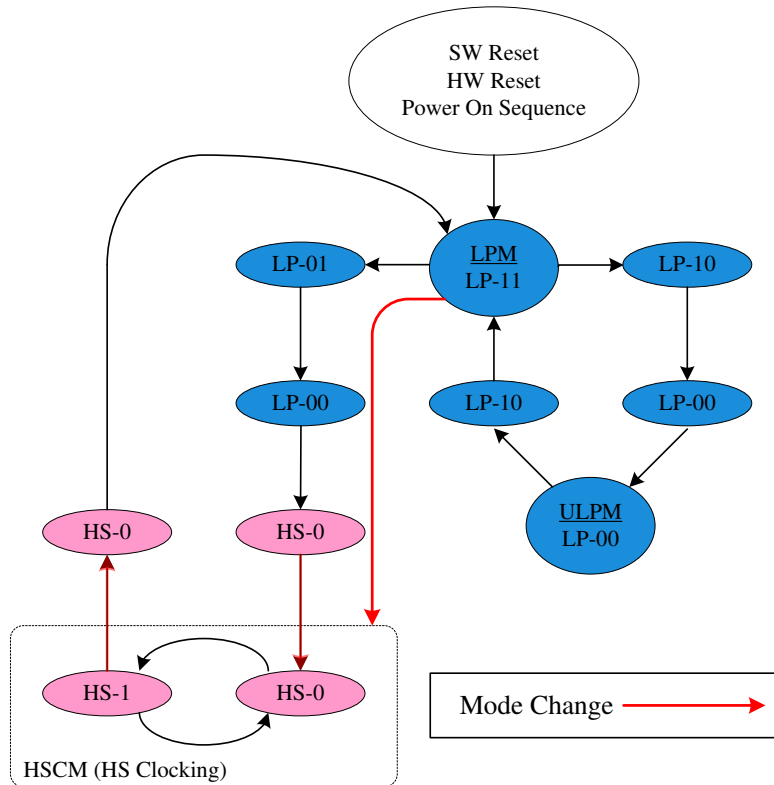 SW Reset
HW Reset
Power On Sequence
LP-01
LPM
LP-11
LP-10
LP-00
LP-10
LP-00
HS-0
HS-0
ULPM
LP-00
HS-1
HS-0
Mode Change
HSCM (HS Clocking)